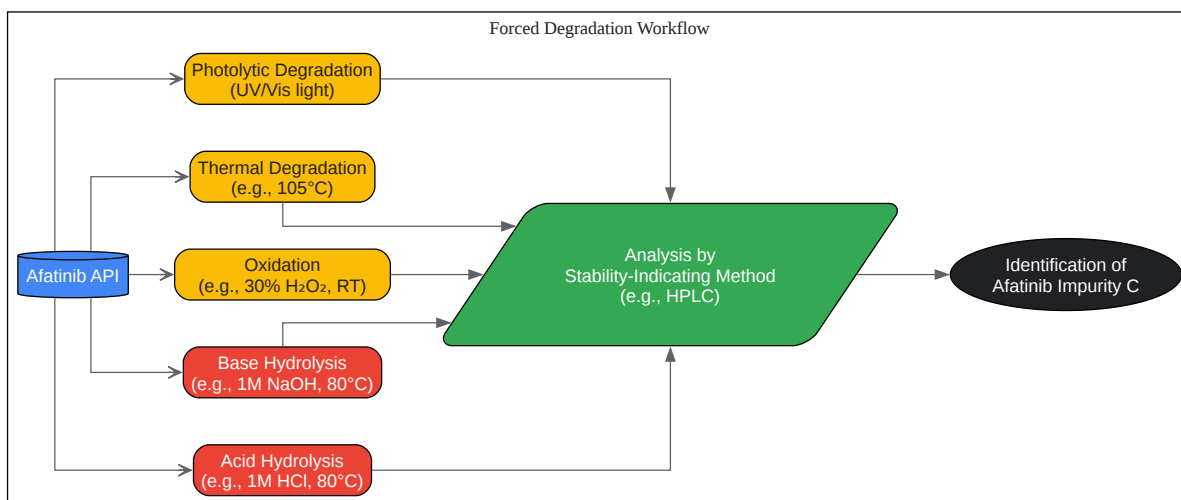 Forced Degradation Workflow
Photolytic Degradation
(UV/Vis light)
Thermal Degradation
(e.g., 105°C)
Afatinib API
Oxidation
(e.g., 30% H₂O₂, RT)
Base Hydrolysis
(e.g., 1M NaOH, 80°C)
Acid Hydrolysis
(e.g., 1M HCl, 80°C)
Analysis by
Stability-Indicating Method
(e.g., HPLC)
Identification of
Afatinib Impurity C